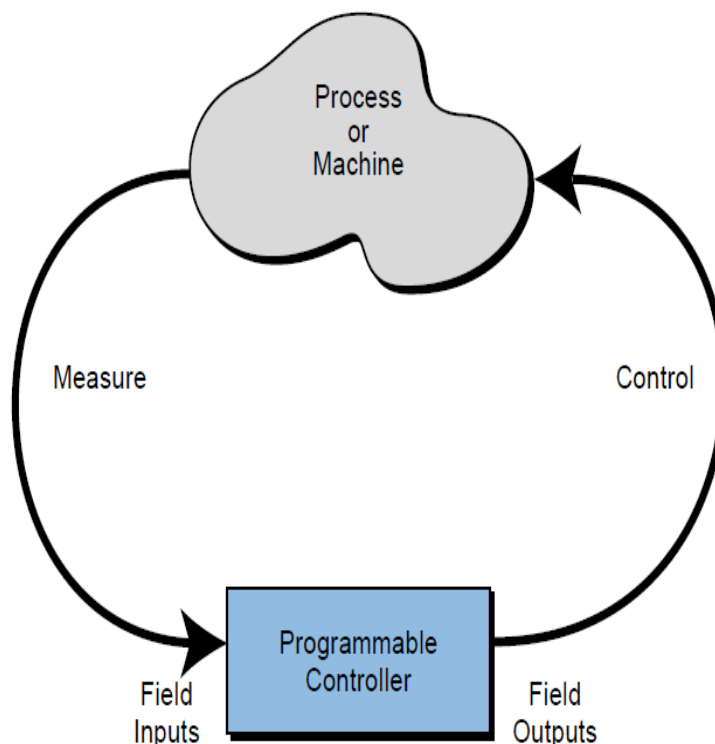 Process
or
Machine
Measure
Control
Programmable
Controller
Field
Inputs
Field
Outputs